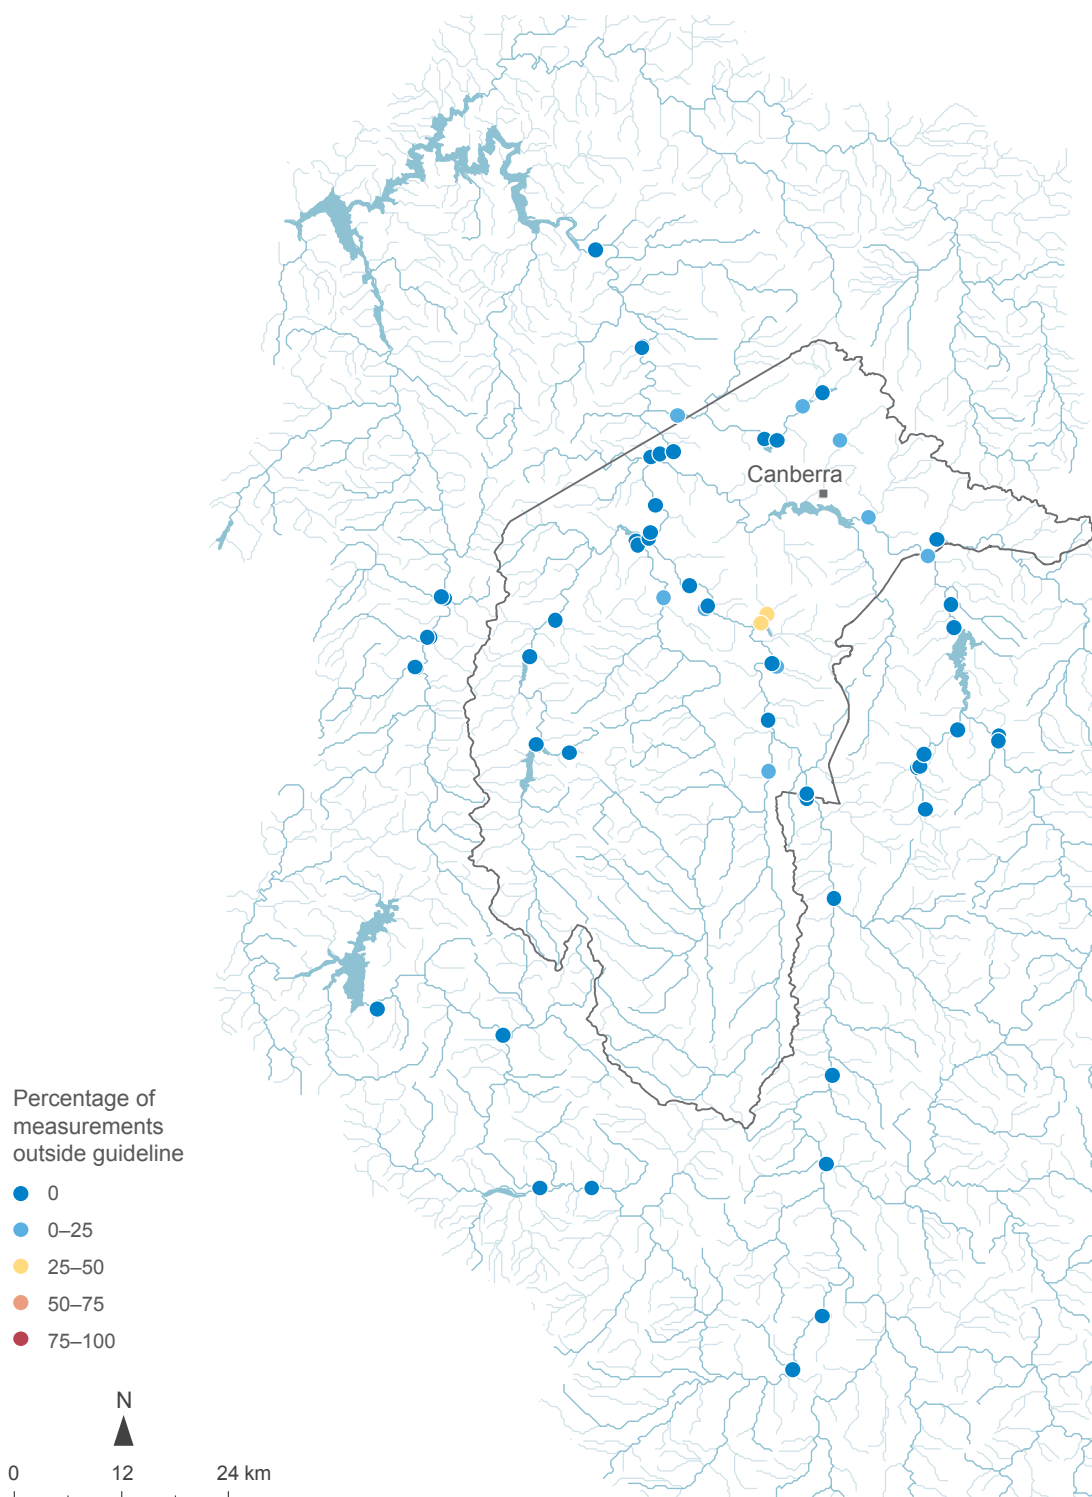 Canberra
Percentage of
measurements
outside guideline
0
0–25
25–50
50–75
75–100
N
0 12 24 km